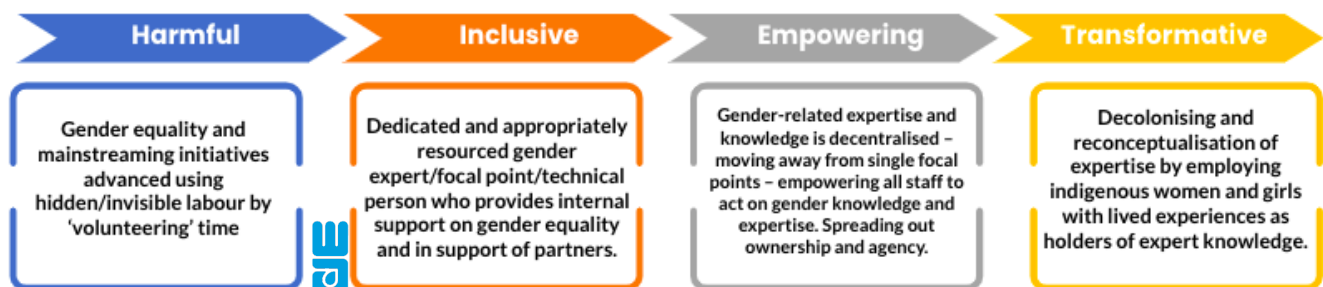 Harmful
Inclusive
Empowering
Transformative
Gender equality and
mainstreaming initiatives
advanced using
hidden/invisible labour by
‘volunteering’ time
Dedicated and appropriately
resourced gender
expert/focal point/technical
person who provides internal
support on gender equality
and in support of partners.
Gender-related expertise and
knowledge is decentralised –
moving away from single focal
points – empowering all staff to
act on gender knowledge and
expertise. Spreading out
ownership and agency.
Decolonising and
reconceptualisation of
expertise by employing
indigenous women and girls
with lived experiences as
holders of expert knowledge.